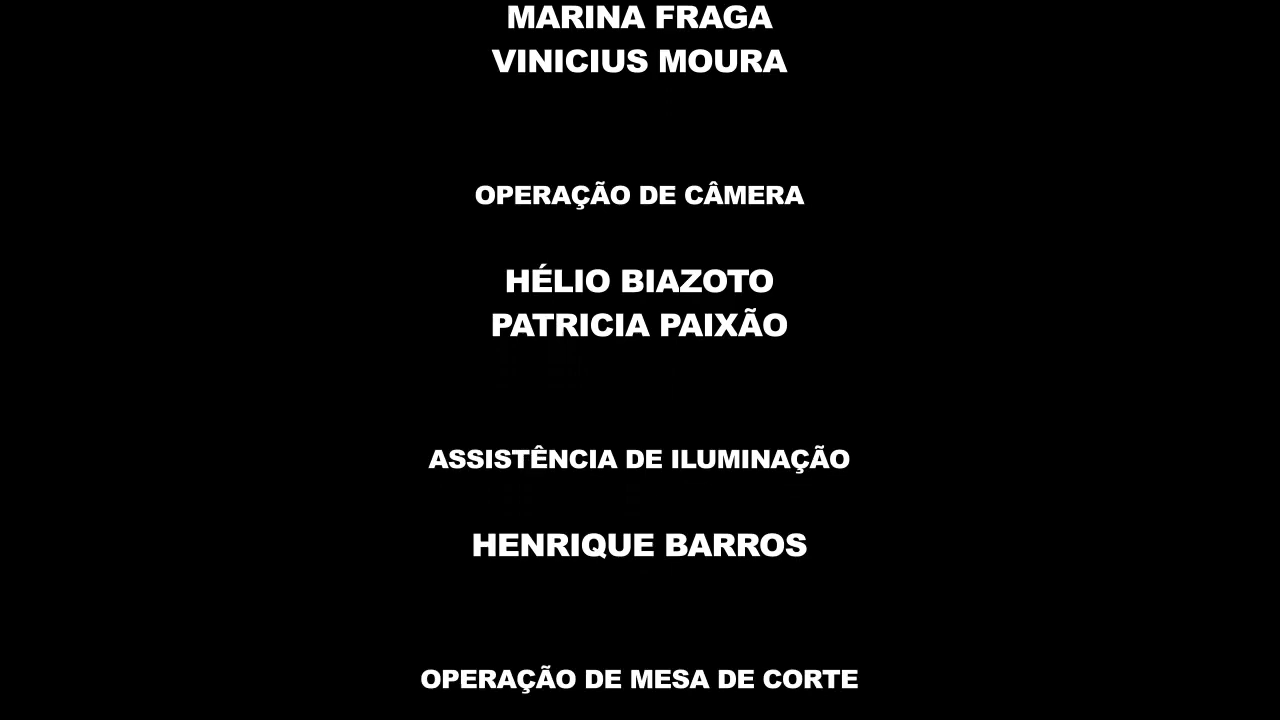 MARINA FRAGA
VINICIUS MOURA
OPERAÇÃO DE CÂMERA
HÉLIO BIAZOTO
PATRICIA PAIXÃO
ASSISTÊNCIA DE ILUMINAÇÃO
HENRIQUE BARROS
OPERAÇÃO DE MESA DE CORTE